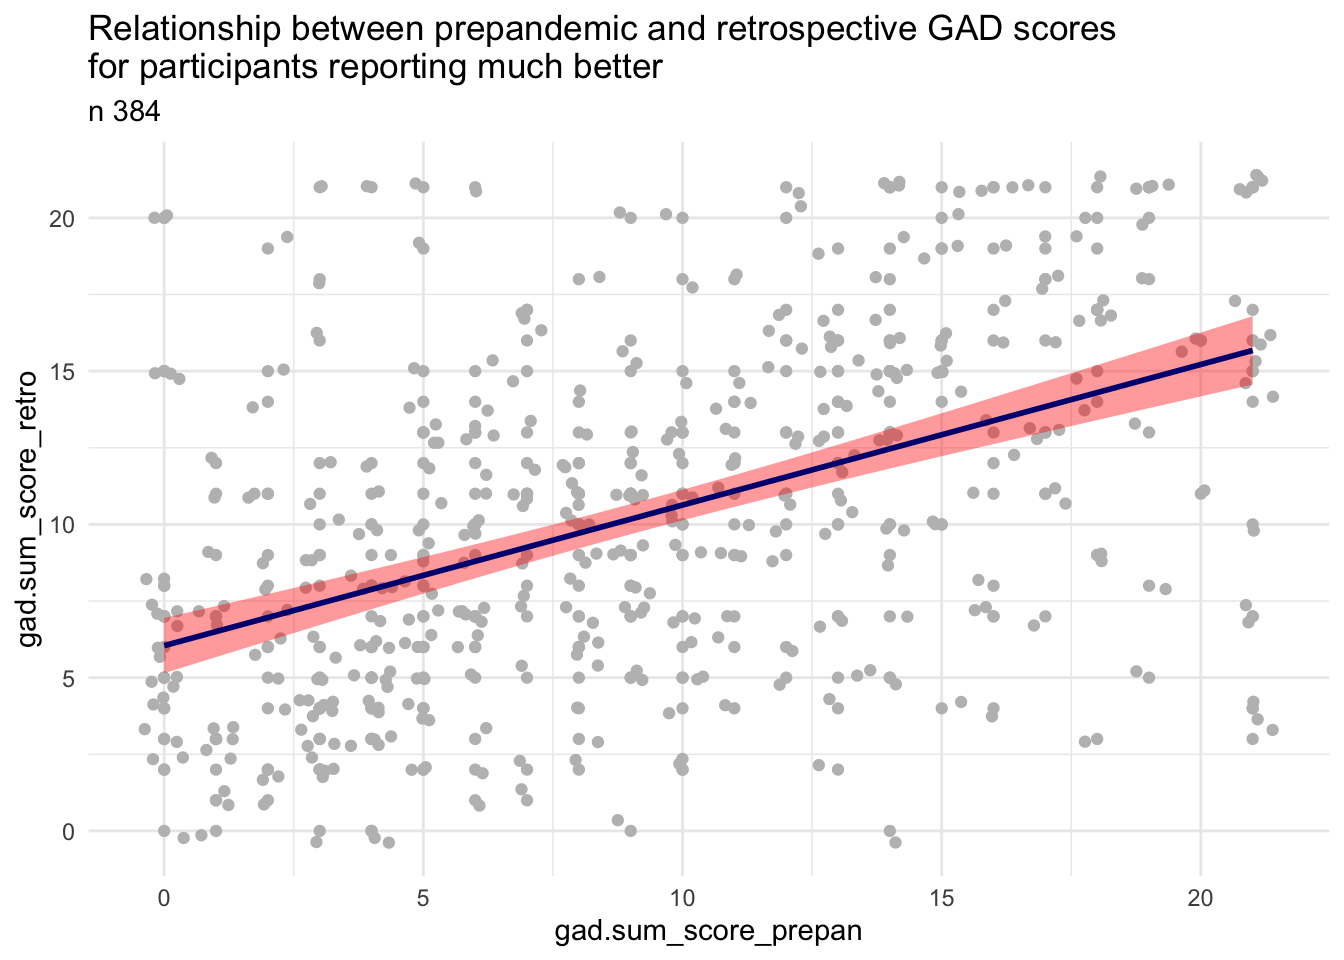 Relationship between prepandemic and retrospective GAD scores
for participants reporting much better
n 384
gad.sum_score_retro
20
15
10
5
0
0 5 10 15 20
gad.sum_score_prepan